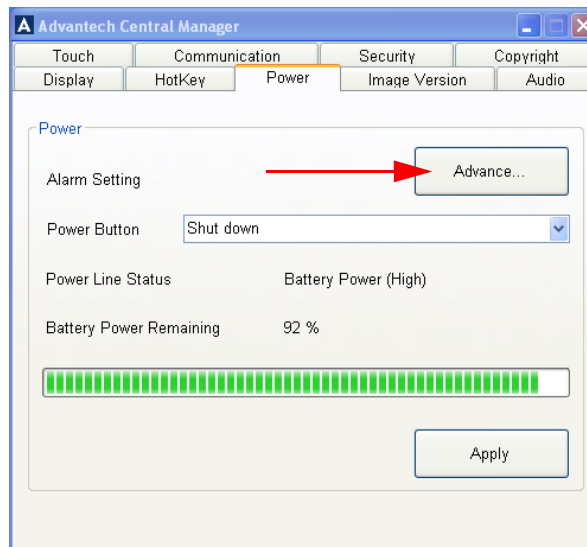 Advantech Central Manager
Touch Communication Security Copyright
Display HotKey Power Image Version Audio
Power
Alarm Setting Advance...
Power Button Shut down
Power Line Status Battery Power (High)
Battery Power Remaining 92 %
Apply